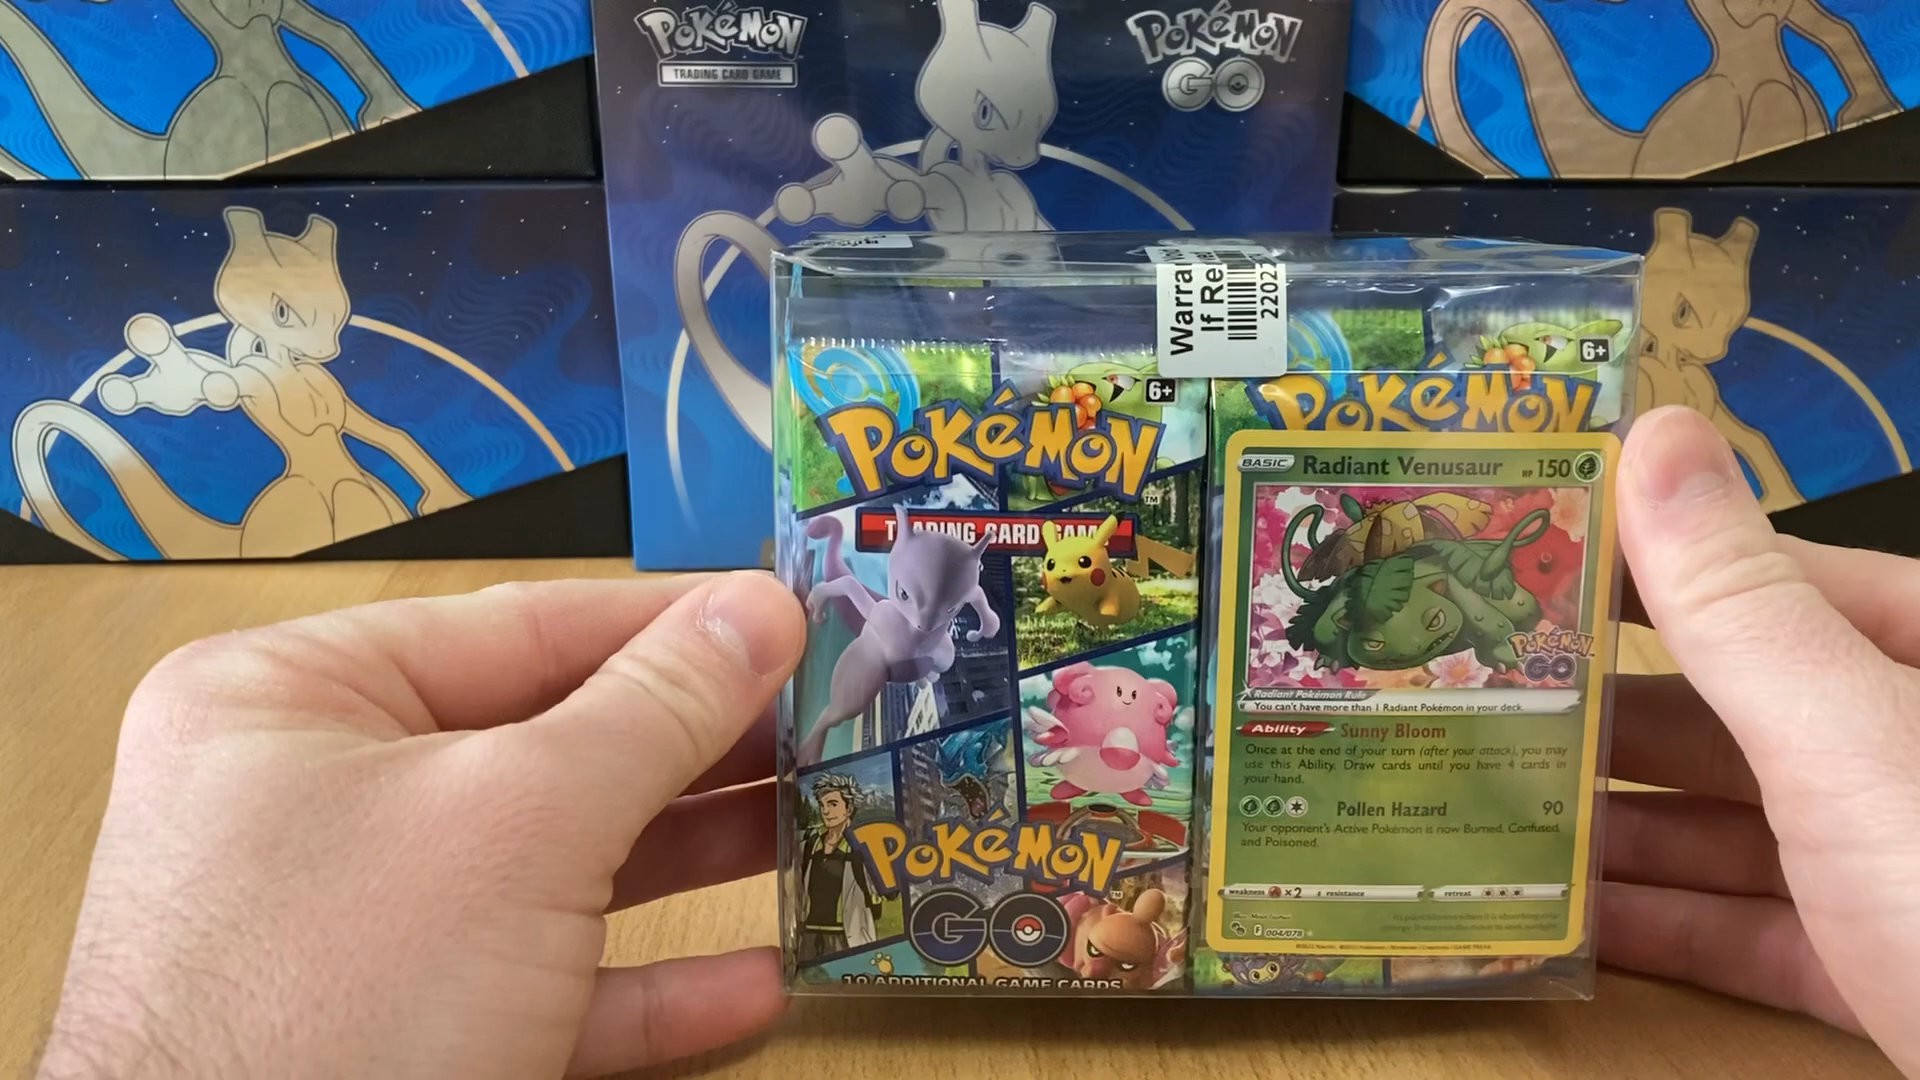 Pokémon
TRADING CARD GAME
Pokémon
GO
Warra
If Re
22022
6+
Pokémon
TM
TRADING CARD GAME
Pokémon
GO
10 ADDITIONAL GAME CARDS
6+
Pokémon
BASIC Radiant Venusaur HP 150
Pokémon
GO
Radiant Pokémon Rule
You can't have more than 1 Radiant Pokémon in your deck.
Ability Sunny Bloom
Once at the end of your turn (after your attack), you may
use this Ability. Draw cards until you have 4 cards in
your hand.
Pollen Hazard 90
Your opponent's Active Pokémon is now Burned, Confused,
and Poisoned.
weakness ×2 resistance retreat
F 004/078